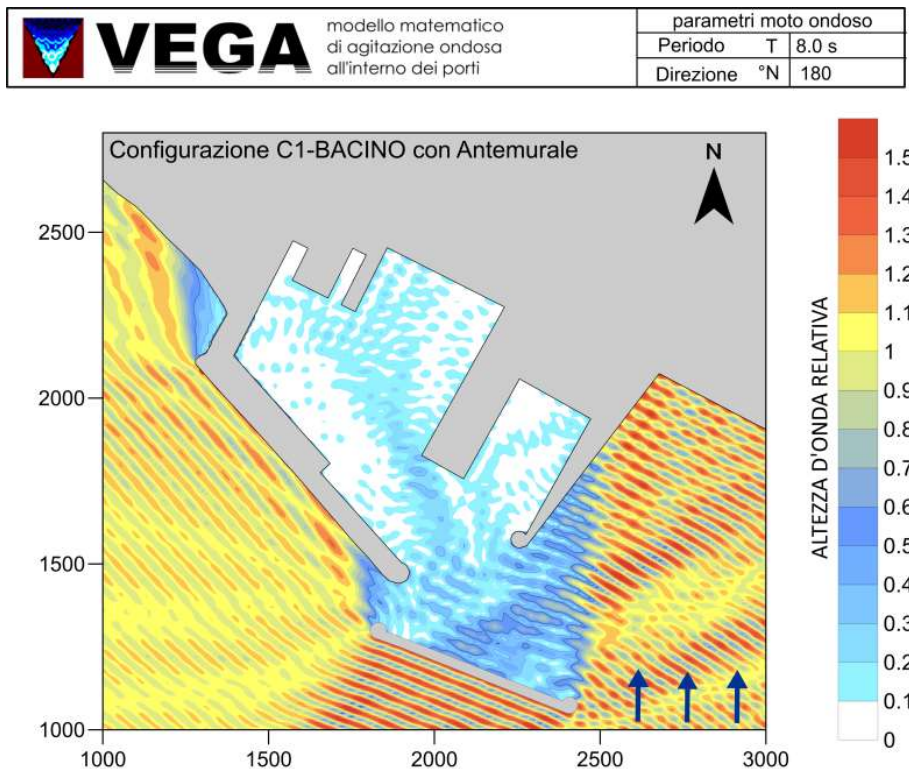 VEGA
modello matematico
di agitazione ondosa
all'interno dei porti
parametri moto ondoso
Periodo T 8.0 s
Direzione °N 180
Configurazione C1-BACINO con Antemurale
N
2500
2000
1500
1000
1000 1500 2000 2500 3000
ALTEZZA D'ONDA RELATIVA
1.5
1.4
1.3
1.2
1.1
1
0.9
0.8
0.7
0.6
0.5
0.4
0.3
0.2
0.1
0